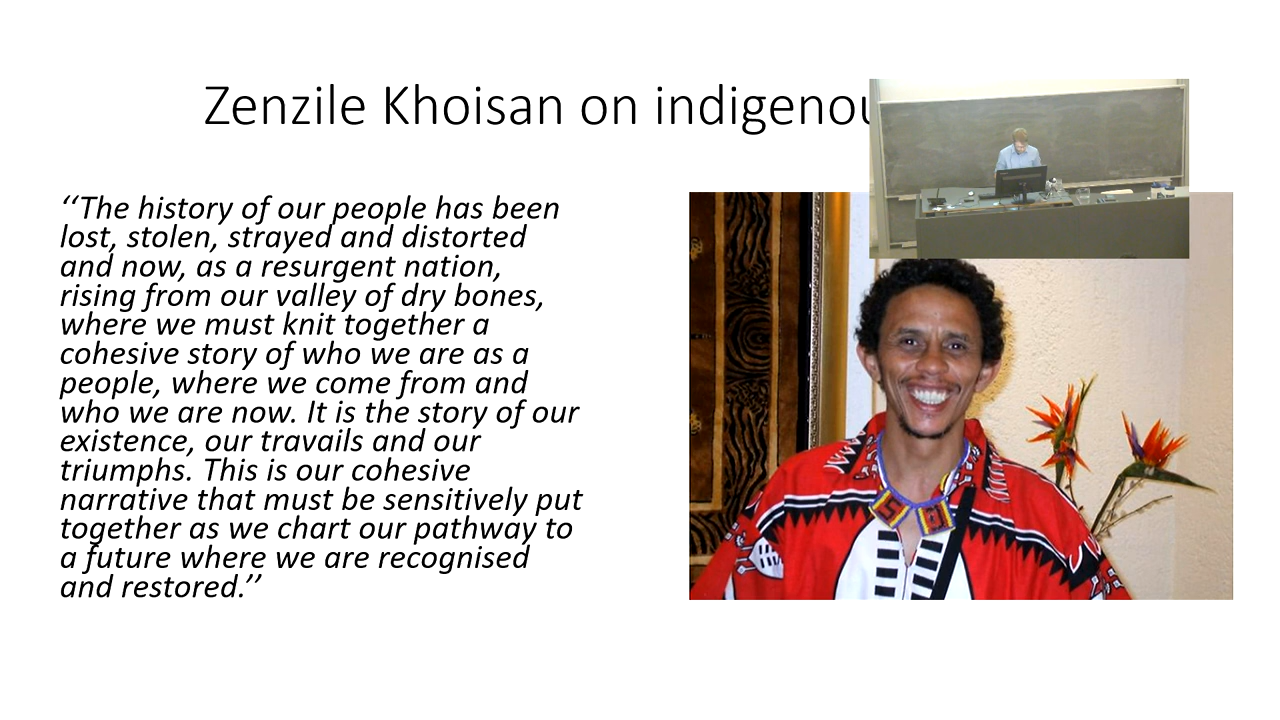 Zenzile Khoisan on indigenou
‘‘The history of our people has been
lost, stolen, strayed and distorted
and now, as a resurgent nation,
rising from our valley of dry bones,
where we must knit together a
cohesive story of who we are as a
people, where we come from and
who we are now. It is the story of our
existence, our travails and our
triumphs. This is our cohesive
narrative that must be sensitively put
together as we chart our pathway to
a future where we are recognised
and restored.’’